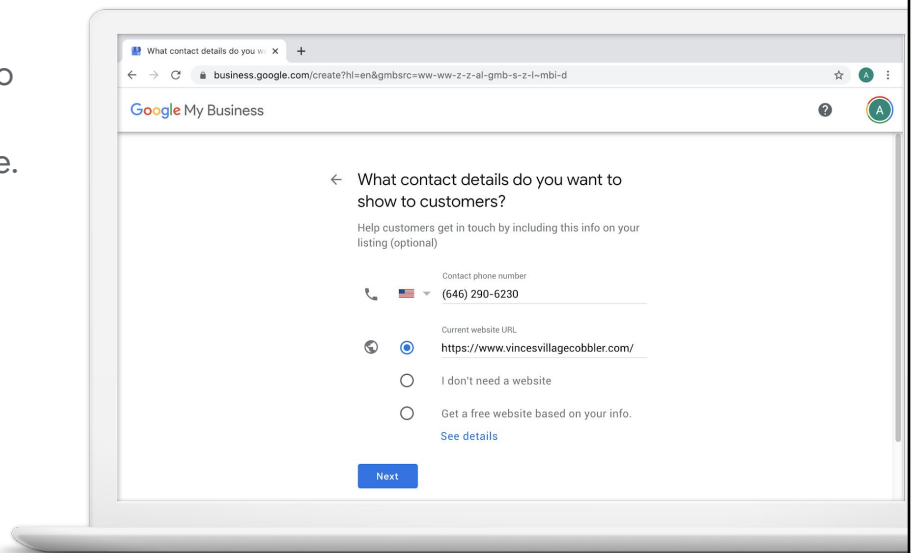 o
e.
What contact details do you w
business.google.com/create?hl=en&gmbsrc=ww-ww-z-z-al-gmb-s-z-l~mbi-d
A
Google My Business
A
What contact details do you want to
show to customers?
Help customers get in touch by including this info on your
listing (optional)
Contact phone number
(646) 290-6230
Current website URL
https://www.vincesvillagecobbler.com/
I don't need a website
Get a free website based on your info.
See details
Next